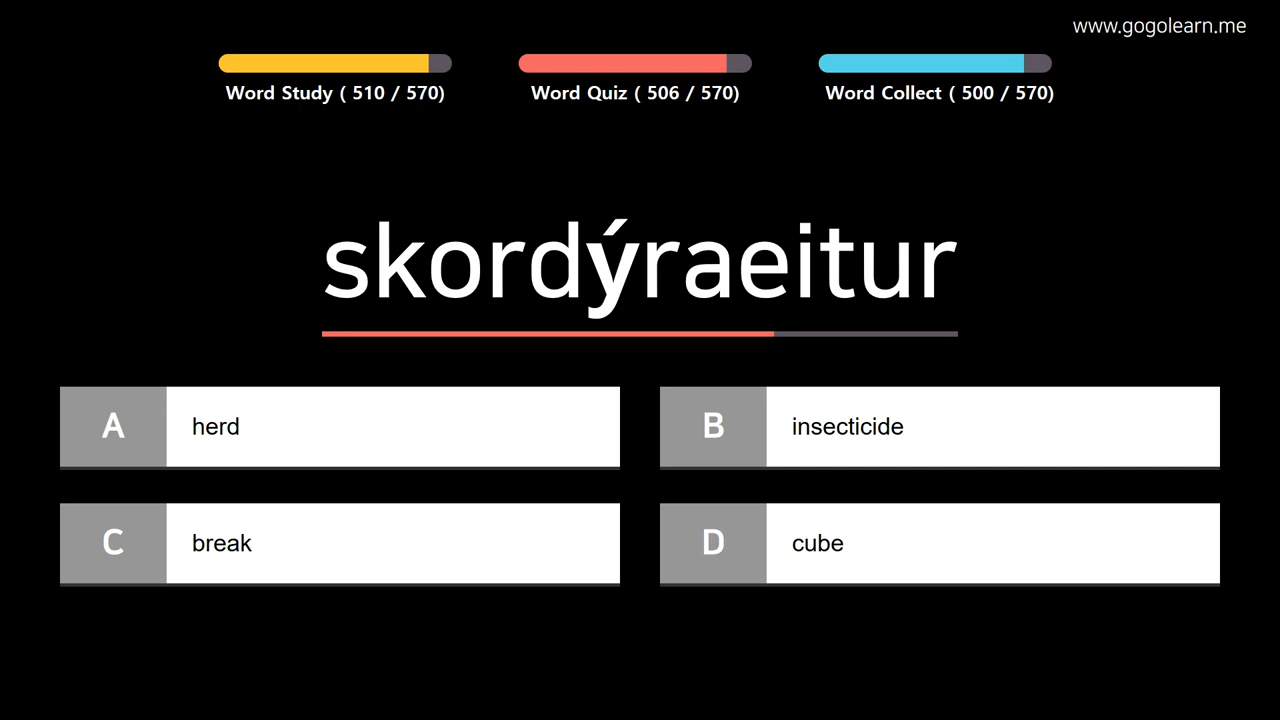 www.gogolearn.me
Word Study ( 510 / 570)
Word Quiz ( 506 / 570)
Word Collect ( 500 / 570)
skordýraeitur
A herd
B insecticide
C break
D cube